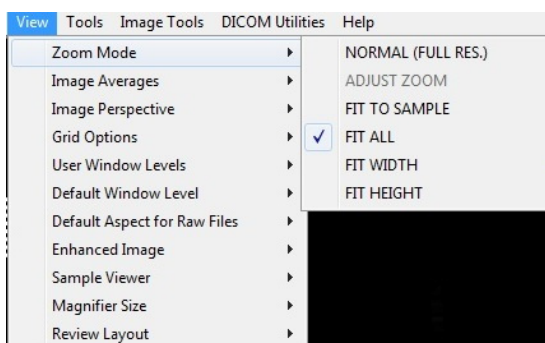 View Tools Image Tools DICOM Utilities Help
Zoom Mode
Image Averages
Image Perspective
Grid Options
User Window Levels
Default Window Level
Default Aspect for Raw Files
Enhanced Image
Sample Viewer
Magnifier Size
Review Layout
NORMAL (FULL RES.)
ADJUST ZOOM
FIT TO SAMPLE
FIT ALL
FIT WIDTH
FIT HEIGHT